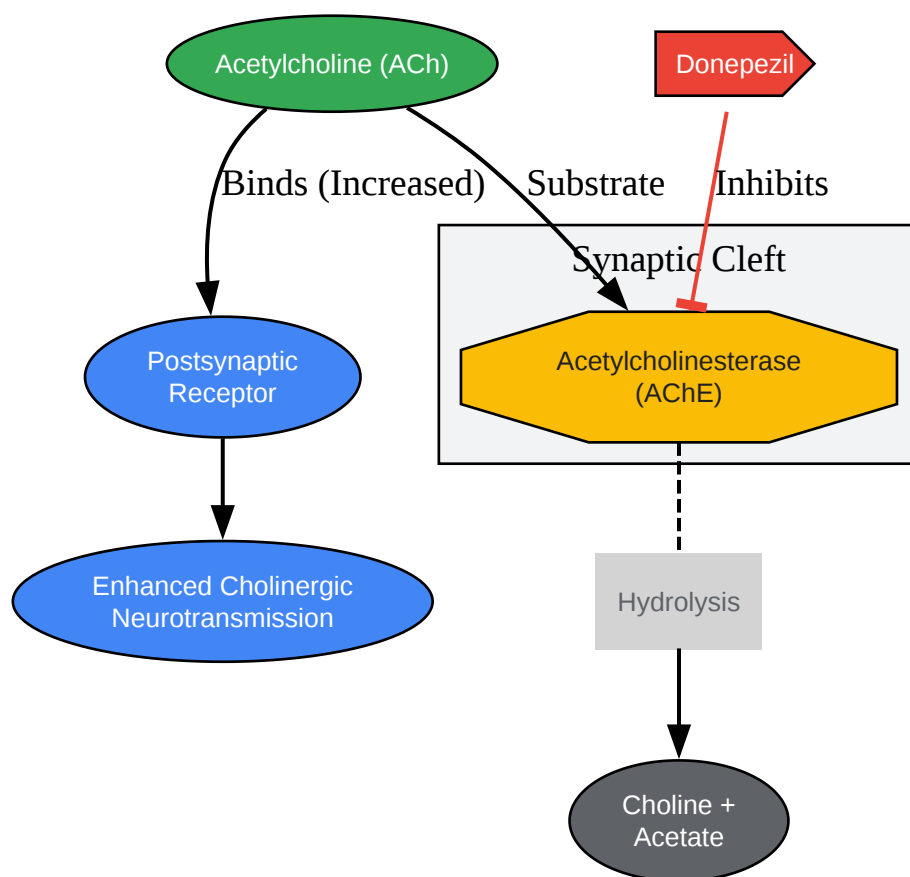 Acetylcholine (ACh)
Donepezil
Binds (Increased)
Substrate
Inhibits
Synaptic Cleft
Postsynaptic
Receptor
Acetylcholinesterase
(AChE)
Enhanced Cholinergic
Neurotransmission
Hydrolysis
Choline +
Acetate